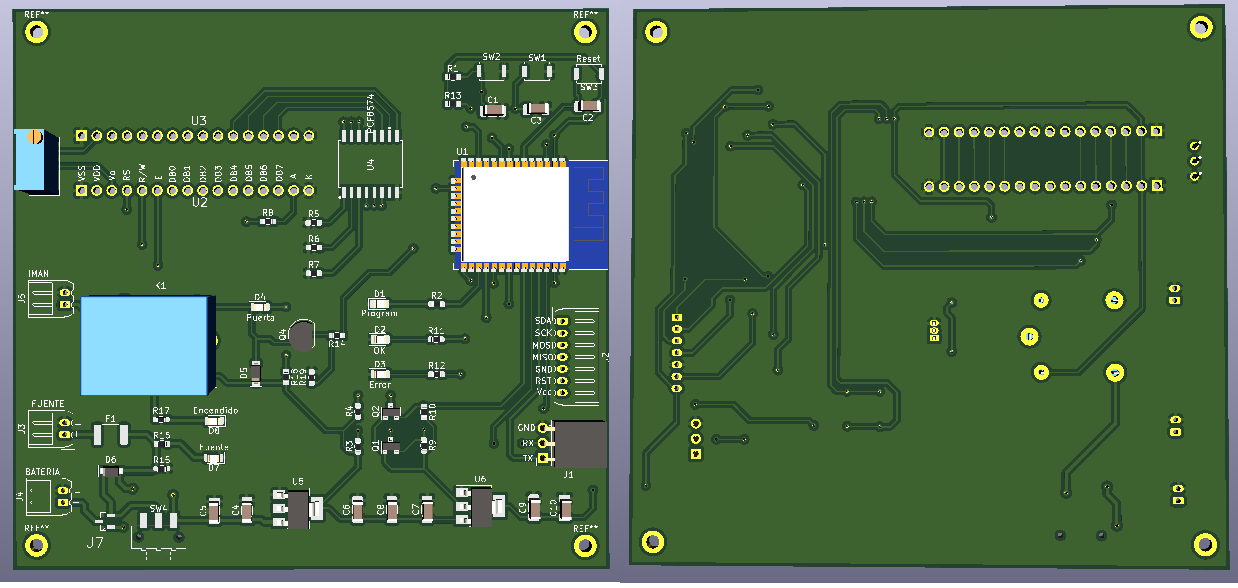 REF**
REF**
SW2
SW1
Reset
R1
SW3
R13
C1
C3
C2
PCF8574
U3
U4
U1
VSS
VDD
Vo
RS
R/W
E
DB0
DB1
DB2
DB3
DB4
DB5
DB6
DB7
A
K
U2
R8
R5
R6
R7
IMAN
J5
K1
D4
Puerta
D1
Program
R2
Q4
R14
D2
OK
R11
D3
Error
R12
D5
R19
SDA
SCK
MOSI
MISO
GND
RST
Vcc
J2
FUENTE
J3
F1
R17
Encendido
D8
R15
Fuente
D7
R4
Q2
R10
R3
Q1
R9
GND
RX
TX
J1
BATERIA
J4
D6
SW4
C5
C4
U5
C6
C8
C7
U6
C9
C10
REF**
J7
REF**